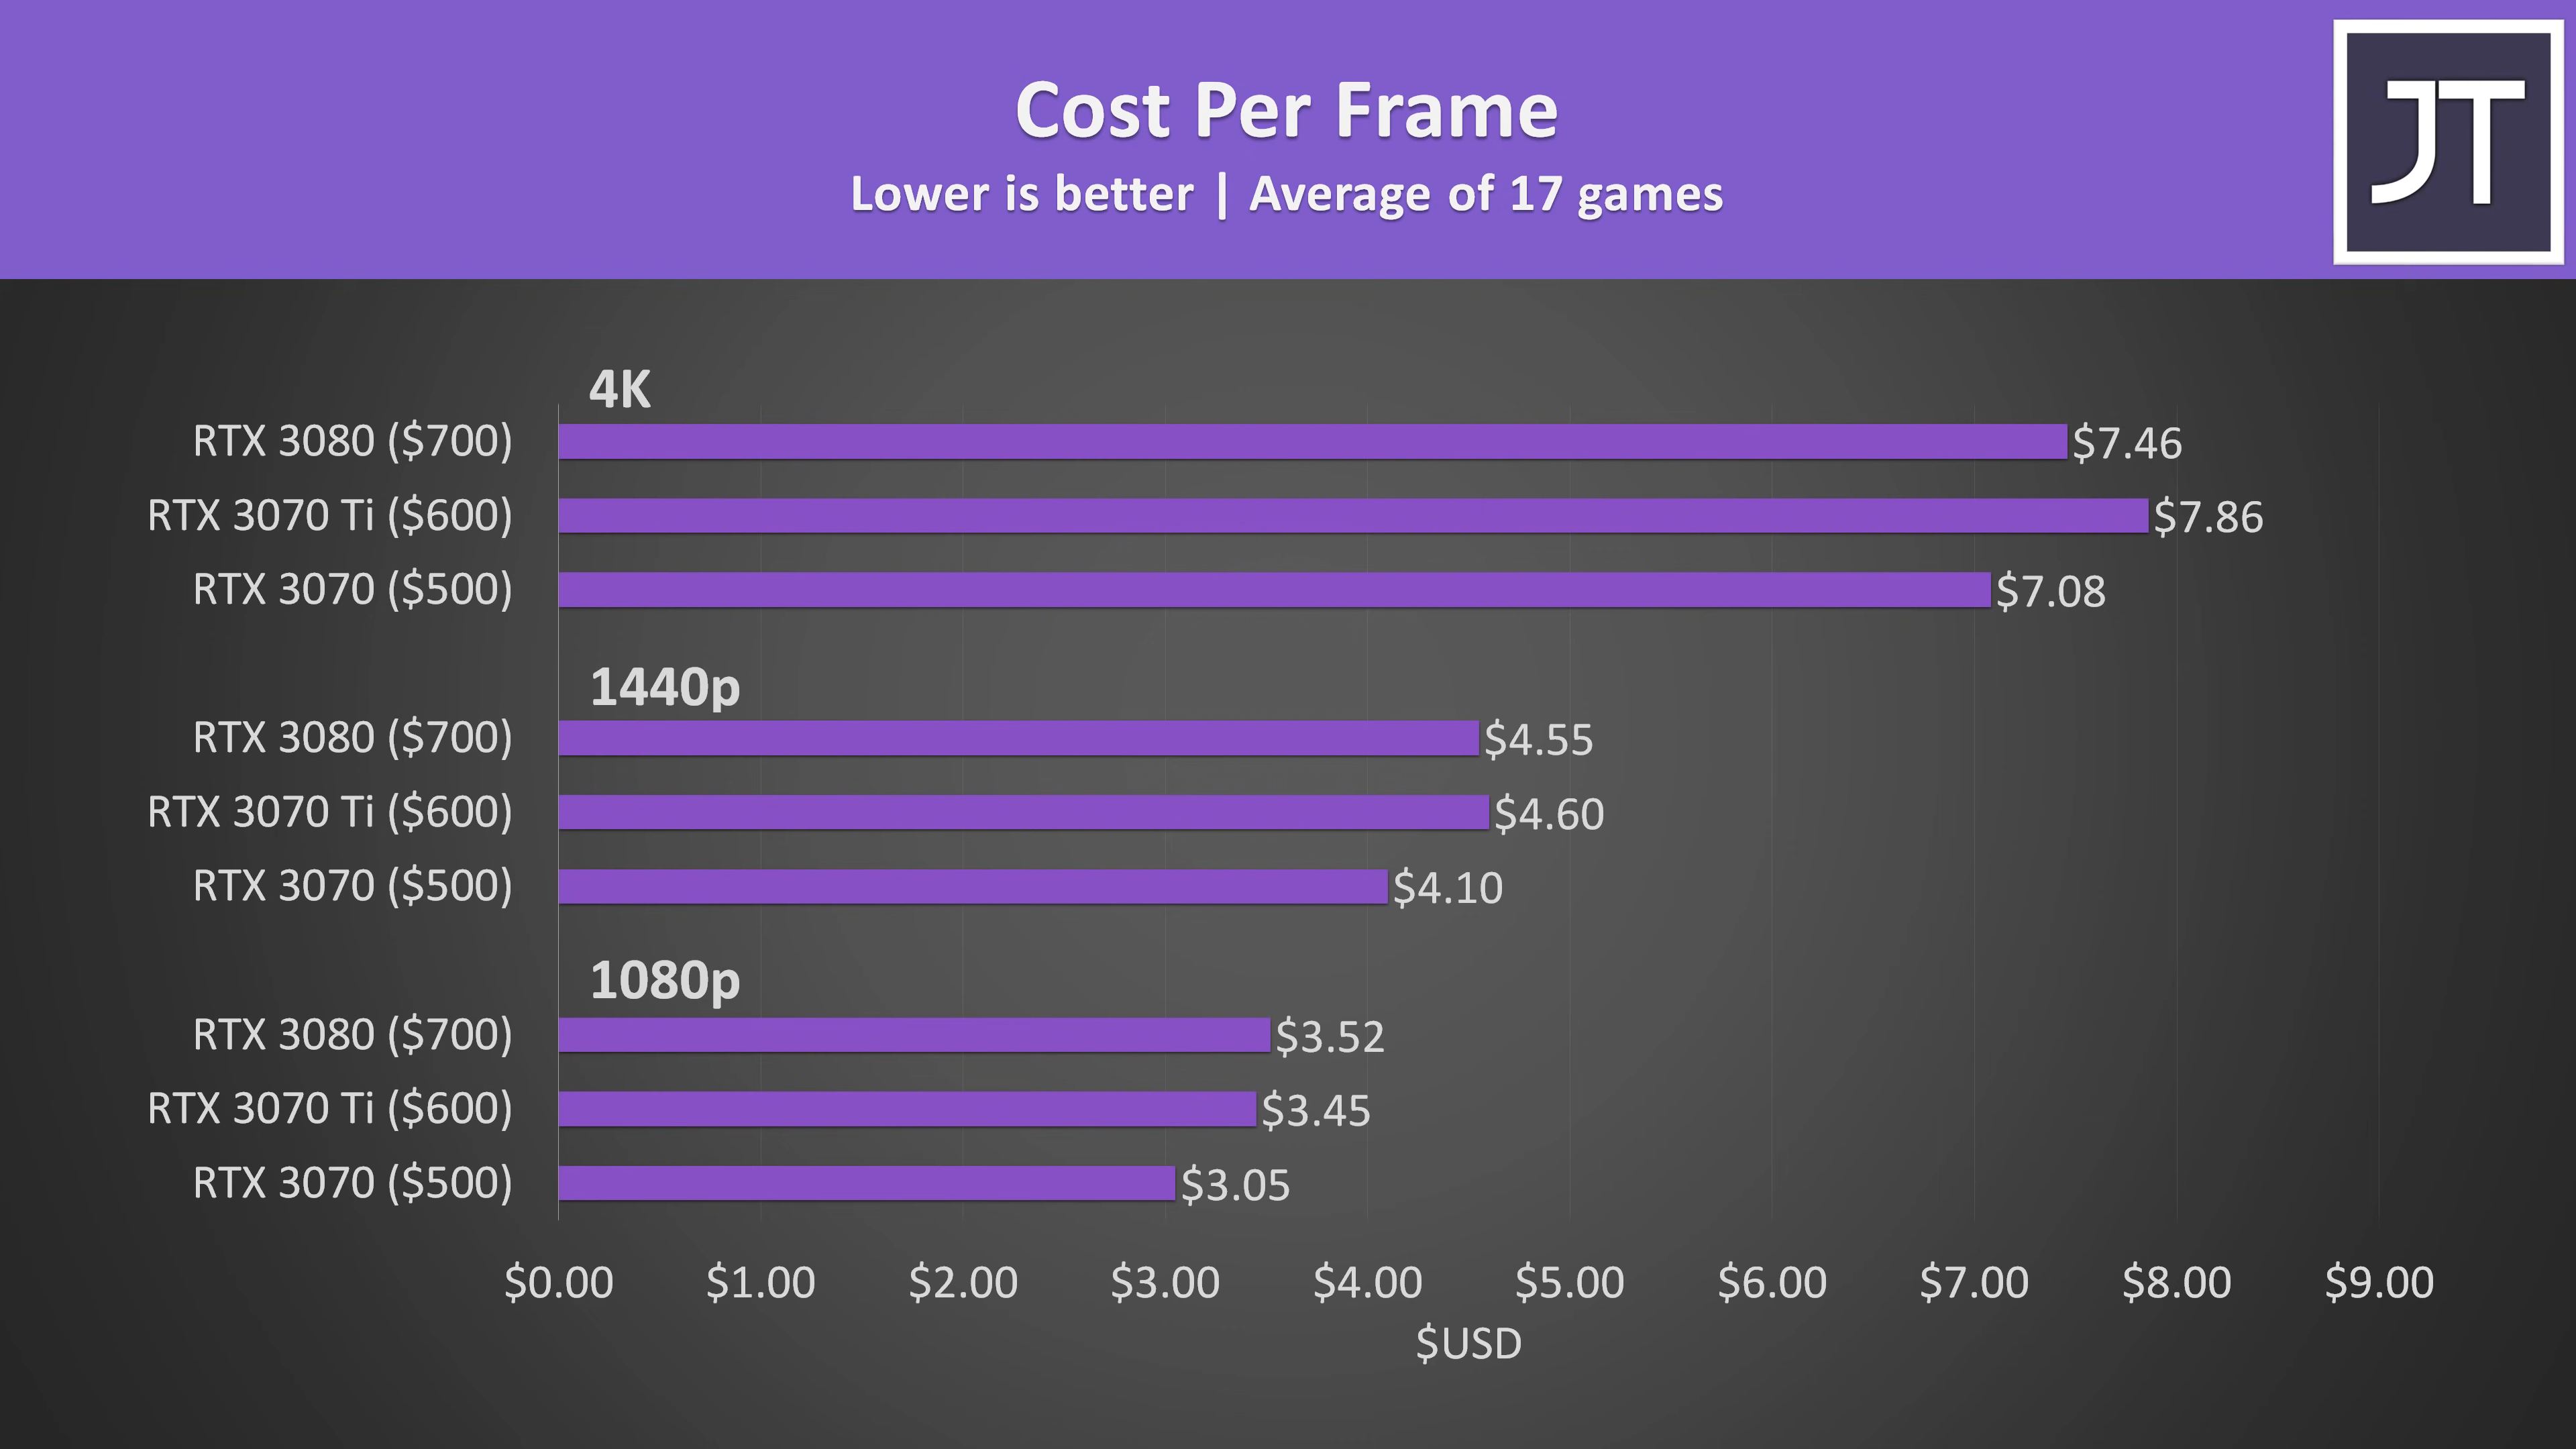 Cost Per Frame
Lower is better | Average of 17 games
JT
4K
RTX 3080 ($700) $7.46
RTX 3070 Ti ($600) $7.86
RTX 3070 ($500) $7.08
1440p
RTX 3080 ($700) $4.55
RTX 3070 Ti ($600) $4.60
RTX 3070 ($500) $4.10
1080p
RTX 3080 ($700) $3.52
RTX 3070 Ti ($600) $3.45
RTX 3070 ($500) $3.05
$0.00 $1.00 $2.00 $3.00 $4.00 $5.00 $6.00 $7.00 $8.00 $9.00
$USD